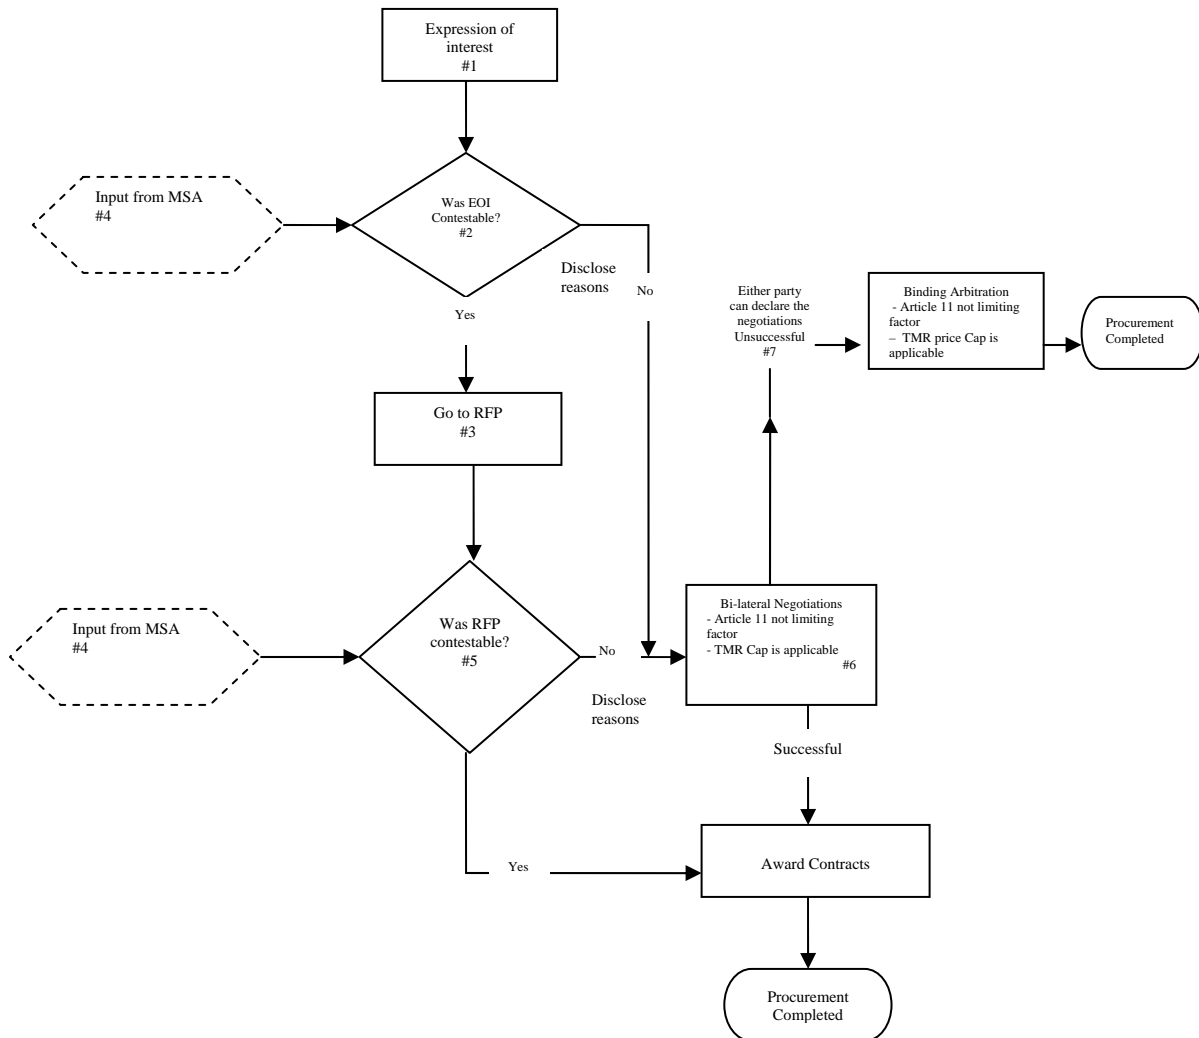 Expression of
interest
#1
Input from MSA
#4
Was EOI
Contestable?
#2
Disclose
reasons
No
Yes
Either party
can declare the
negotiations
Unsuccessful
#7
Binding Arbitration
- Article 11 not limiting
factor
– TMR price Cap is
applicable
Procurement
Completed
Go to RFP
#3
Input from MSA
#4
Was RFP
contestable?
#5
No
Disclose
reasons
Bi-lateral Negotiations
- Article 11 not limiting
factor
- TMR Cap is applicable
#6
Successful
Yes
Award Contracts
Procurement
Completed